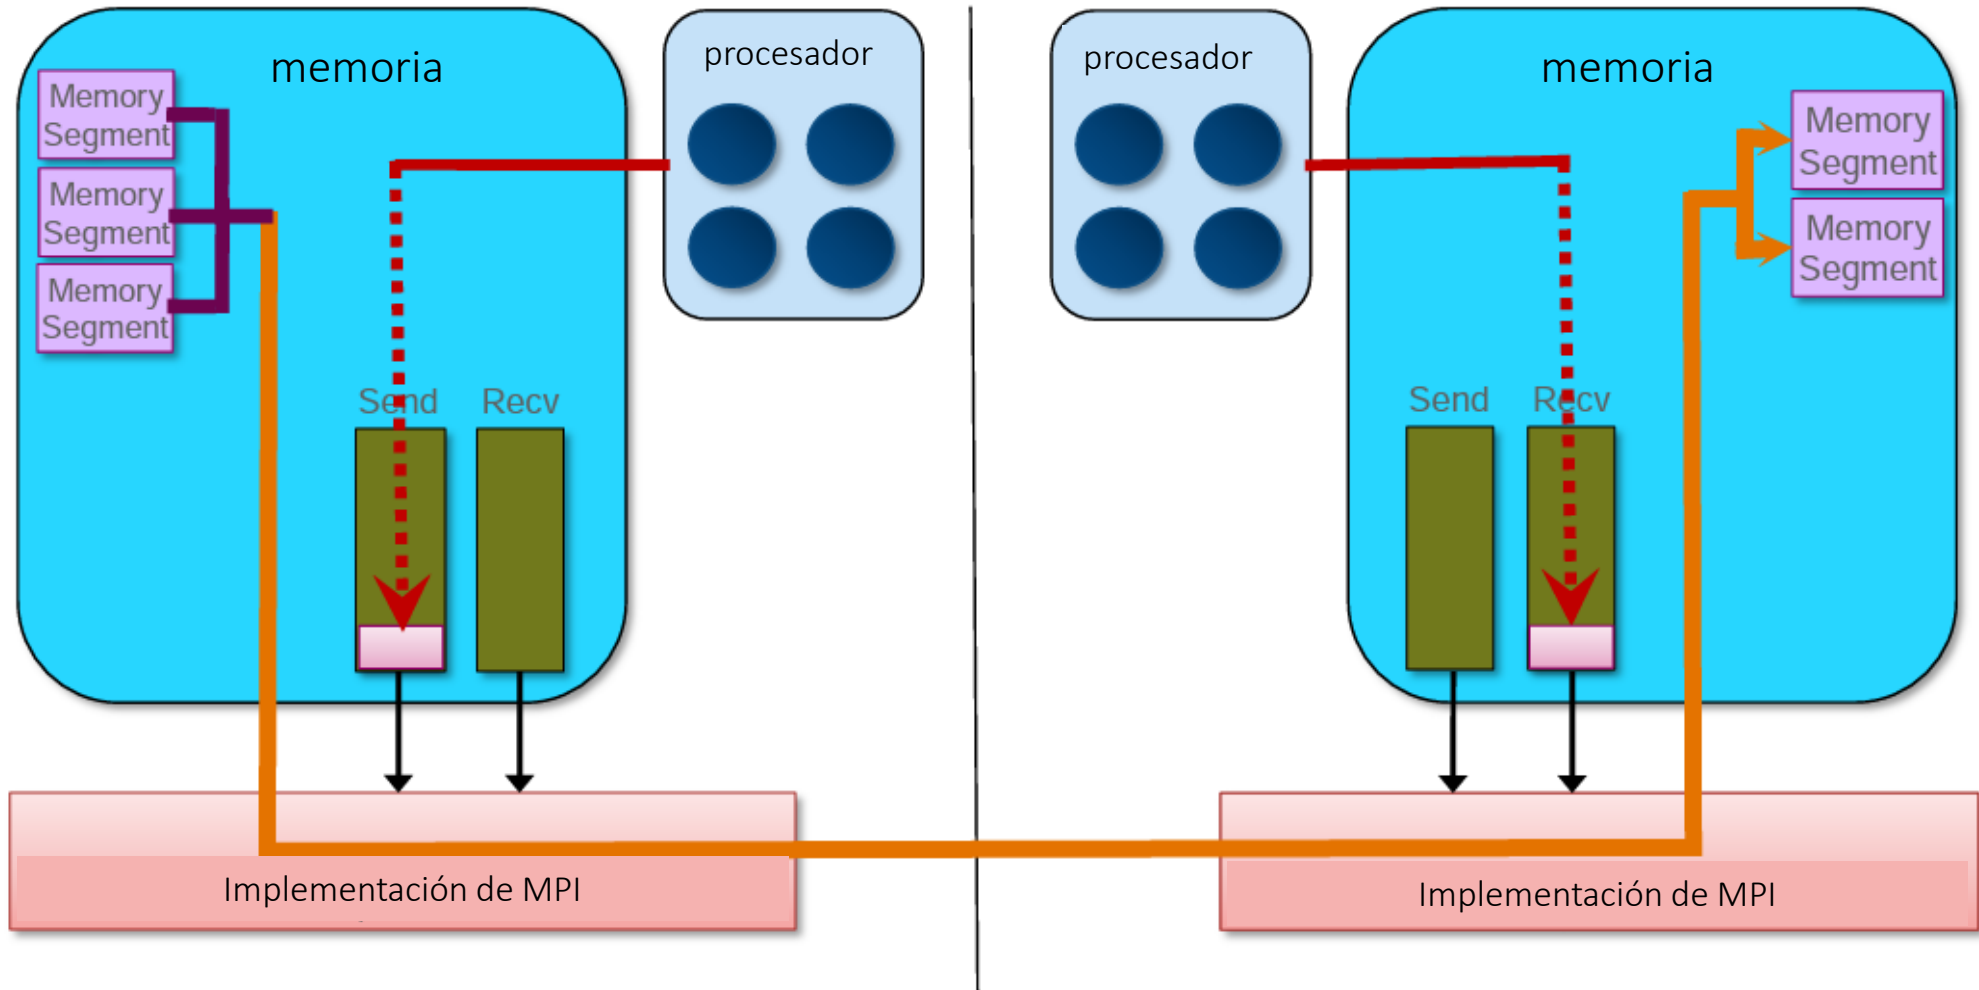 memoria
procesador
procesador
memoria
Memory
Segment
Memory
Segment
Memory
Segment
Memory
Segment
Memory
Segment
Send
Recv
Send
Recv
Implementación de MPI
Implementación de MPI